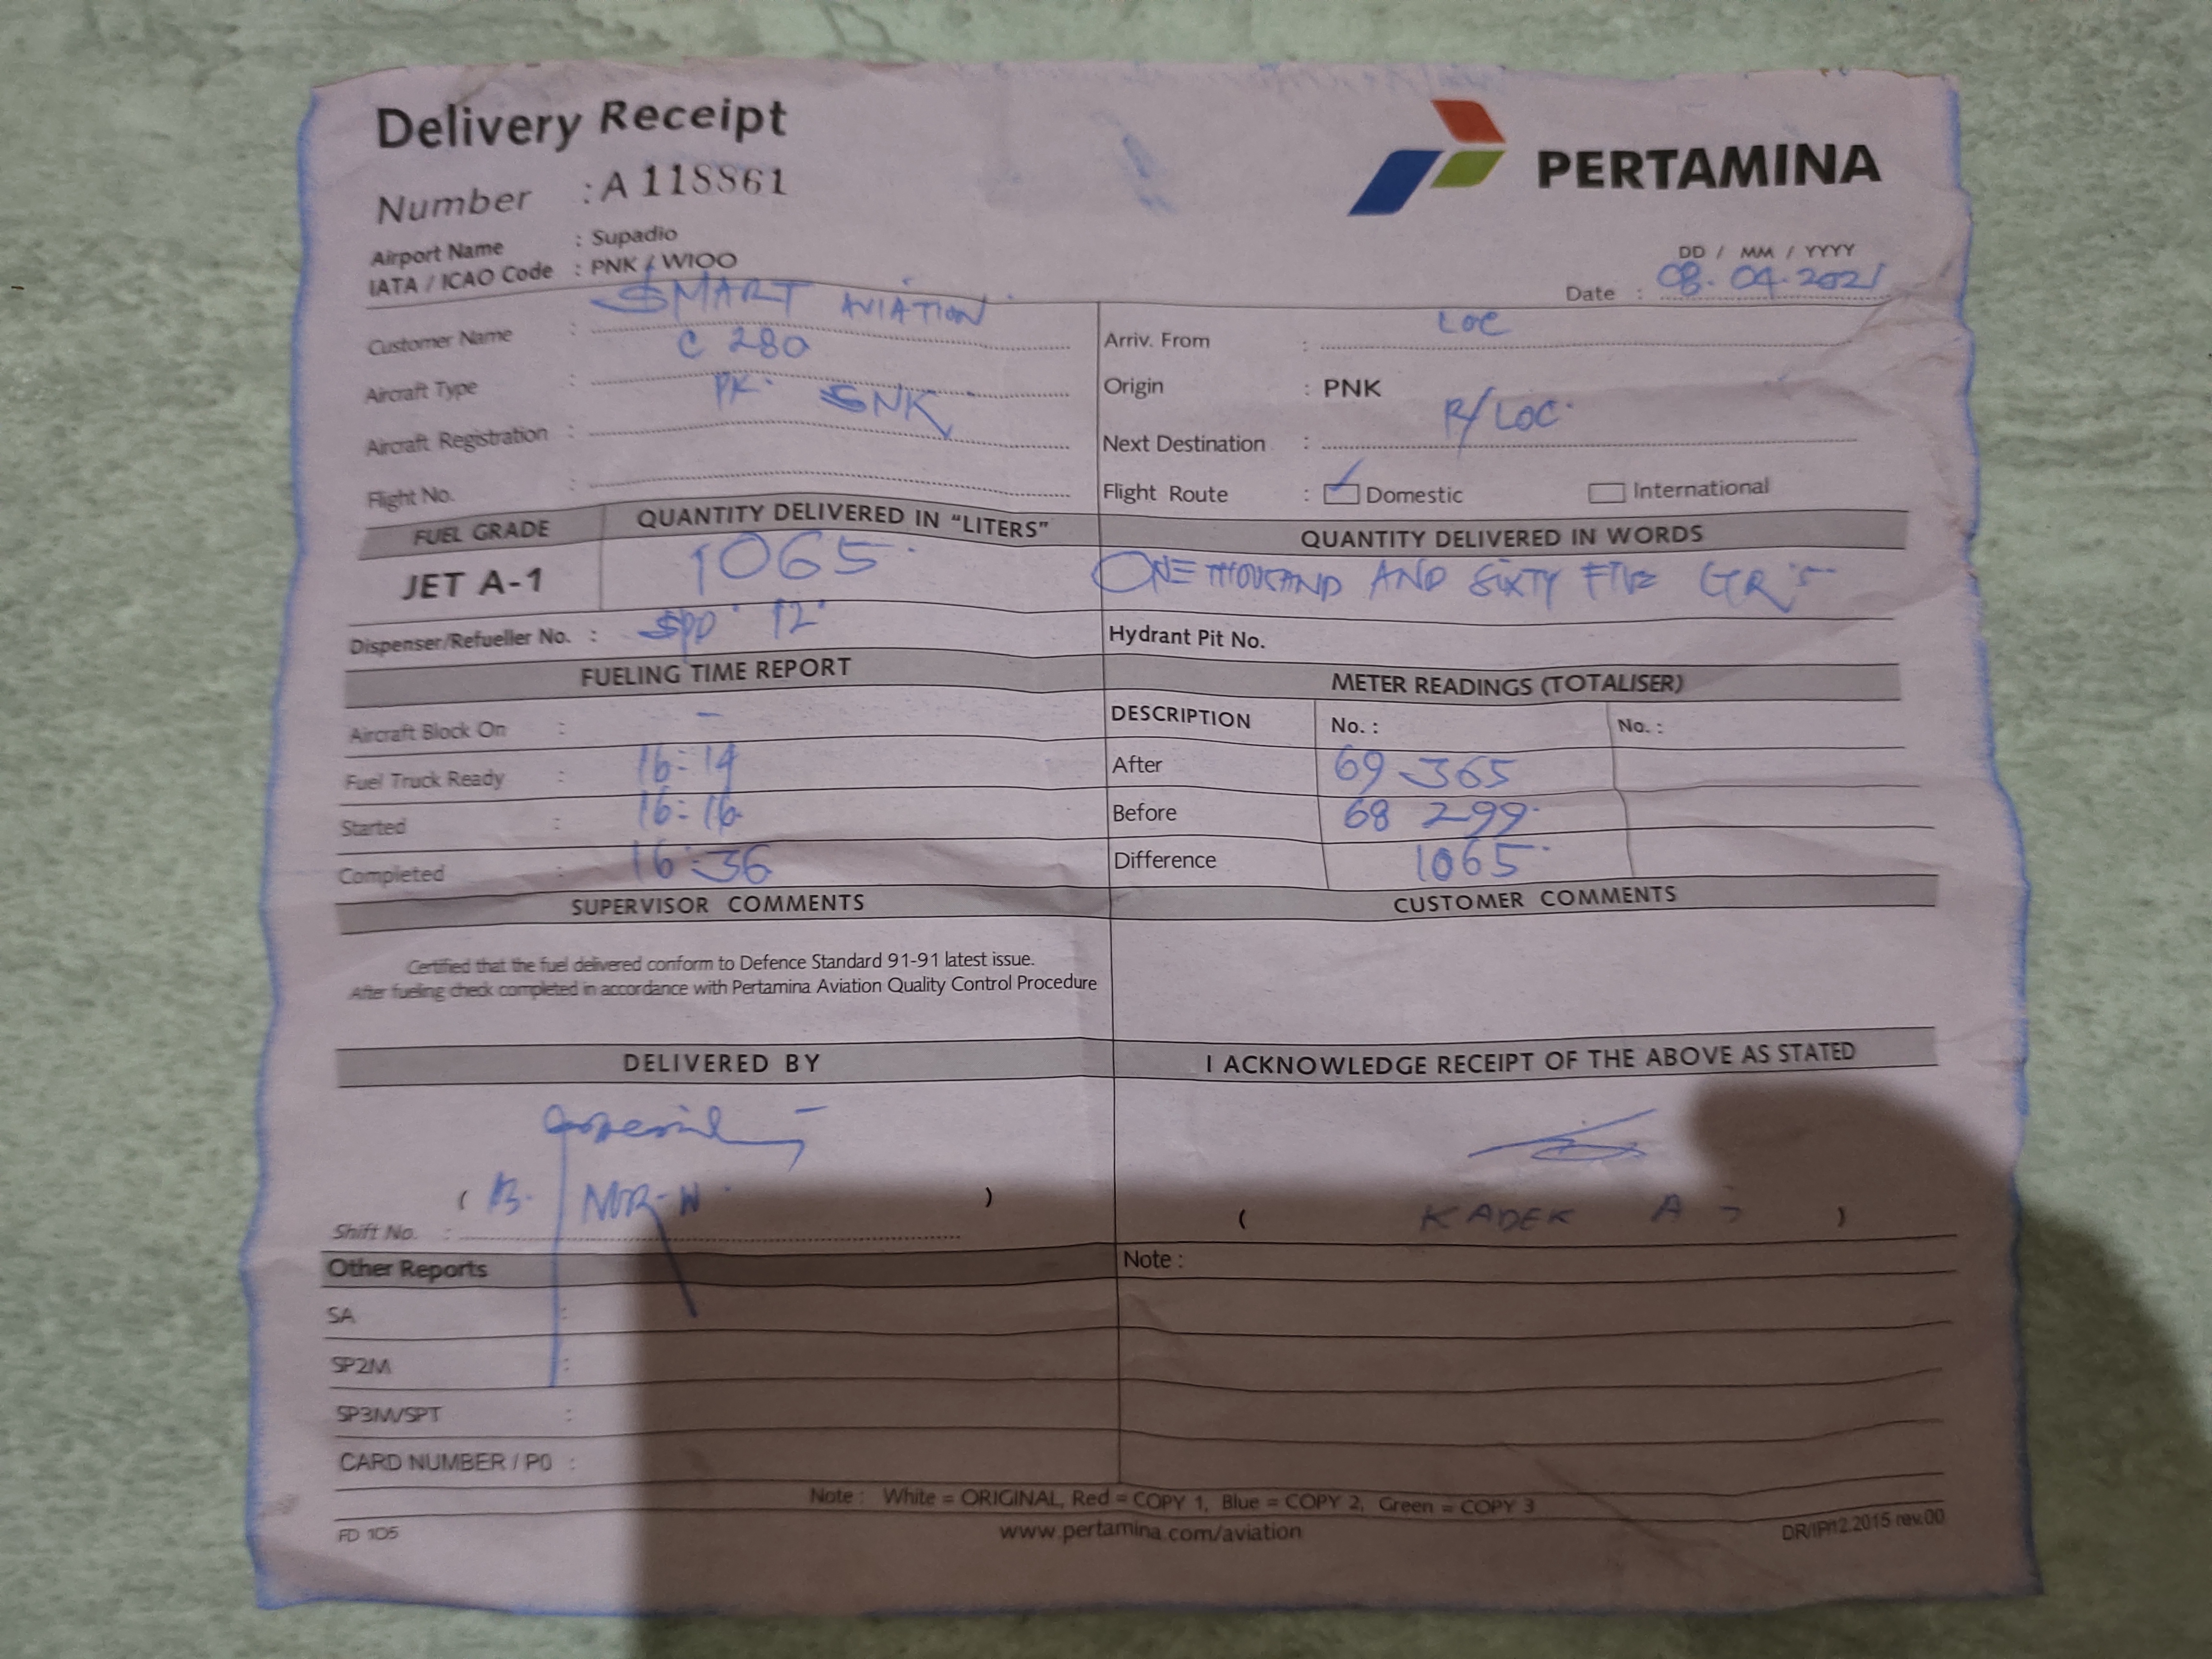 Delivery Receipt
PERTAMINA
Number : A 118861
Airport Name : Supadio
IATA / ICAO Code : PNK / WIOO
DD / MM / YYYY
Date : 08.04.2021
Customer Name : SMART AVIATION
Arriv. From : LOC
Aircraft Type : C 280
Origin : PNK
Aircraft Registration : PK. SNK
Next Destination : R/LOC.
Flight No. :
Flight Route : Domestic International
FUEL GRADE QUANTITY DELIVERED IN "LITERS" QUANTITY DELIVERED IN WORDS
JET A-1 1065. ONE THOUSAND AND SIXTY FIVE
Dispenser/Refueller No. : SPD 12
Hydrant Pit No.
FUELING TIME REPORT METER READINGS (TOTALISER)
Aircraft Block On : -
DESCRIPTION No. : No. :
Fuel Truck Ready : 16:14
After 69 365
Started : 16:16
Before 68 299
Completed : 16:36
Difference 1065
SUPERVISOR COMMENTS CUSTOMER COMMENTS
Certified that the fuel delivered conform to Defence Standard 91-91 latest issue.
After fueling check completed in accordance with Pertamina Aviation Quality Control Procedure
DELIVERED BY I ACKNOWLEDGE RECEIPT OF THE ABOVE AS STATED
( B. NUR-W )
( KADEK A )
Shift No. :
Other Reports Note :
SA :
SP2M :
SP3M/SPT :
CARD NUMBER / P0 :
Note : White = ORIGINAL, Red = COPY 1, Blue = COPY 2, Green = COPY 3
FD 105 www.pertamina.com/aviation DR/IP/12.2015 rev.00